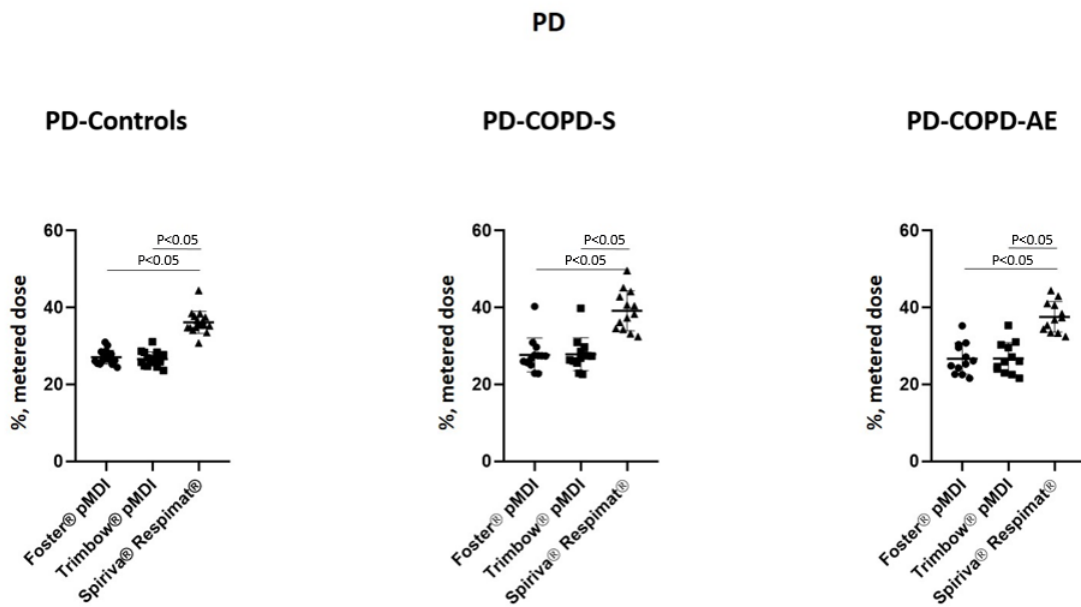 PD
PD-Controls
PD-COPD-S
PD-COPD-AE
%, metered dose
60
40
20
0
P<0.05
P<0.05
Foster® pMDI
Trimbow® pMDI
Spiriva® Respimat®
%, metered dose
60
40
20
0
P<0.05
P<0.05
Foster® pMDI
Trimbow® pMDI
Spiriva® Respimat®
%, metered dose
60
40
20
0
P<0.05
P<0.05
Foster® pMDI
Trimbow® pMDI
Spiriva® Respimat®